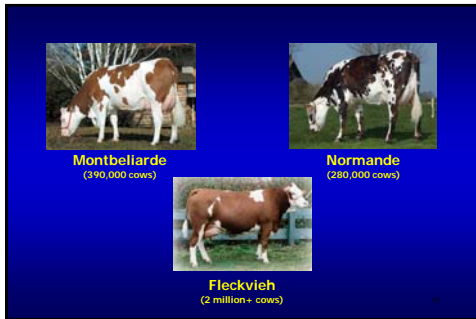 Montbeliarde
(390,000 cows)
Normande
(280,000 cows)
Fleckvieh
(2 million+ cows)